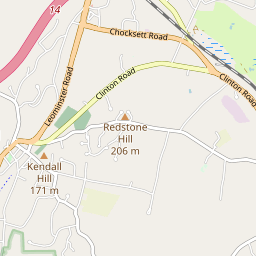 14
Chocksett Road
Leominster Road
Clinton Road
Clinton Road
Redstone
Hill
206 m
Kendall
Hill
171 m